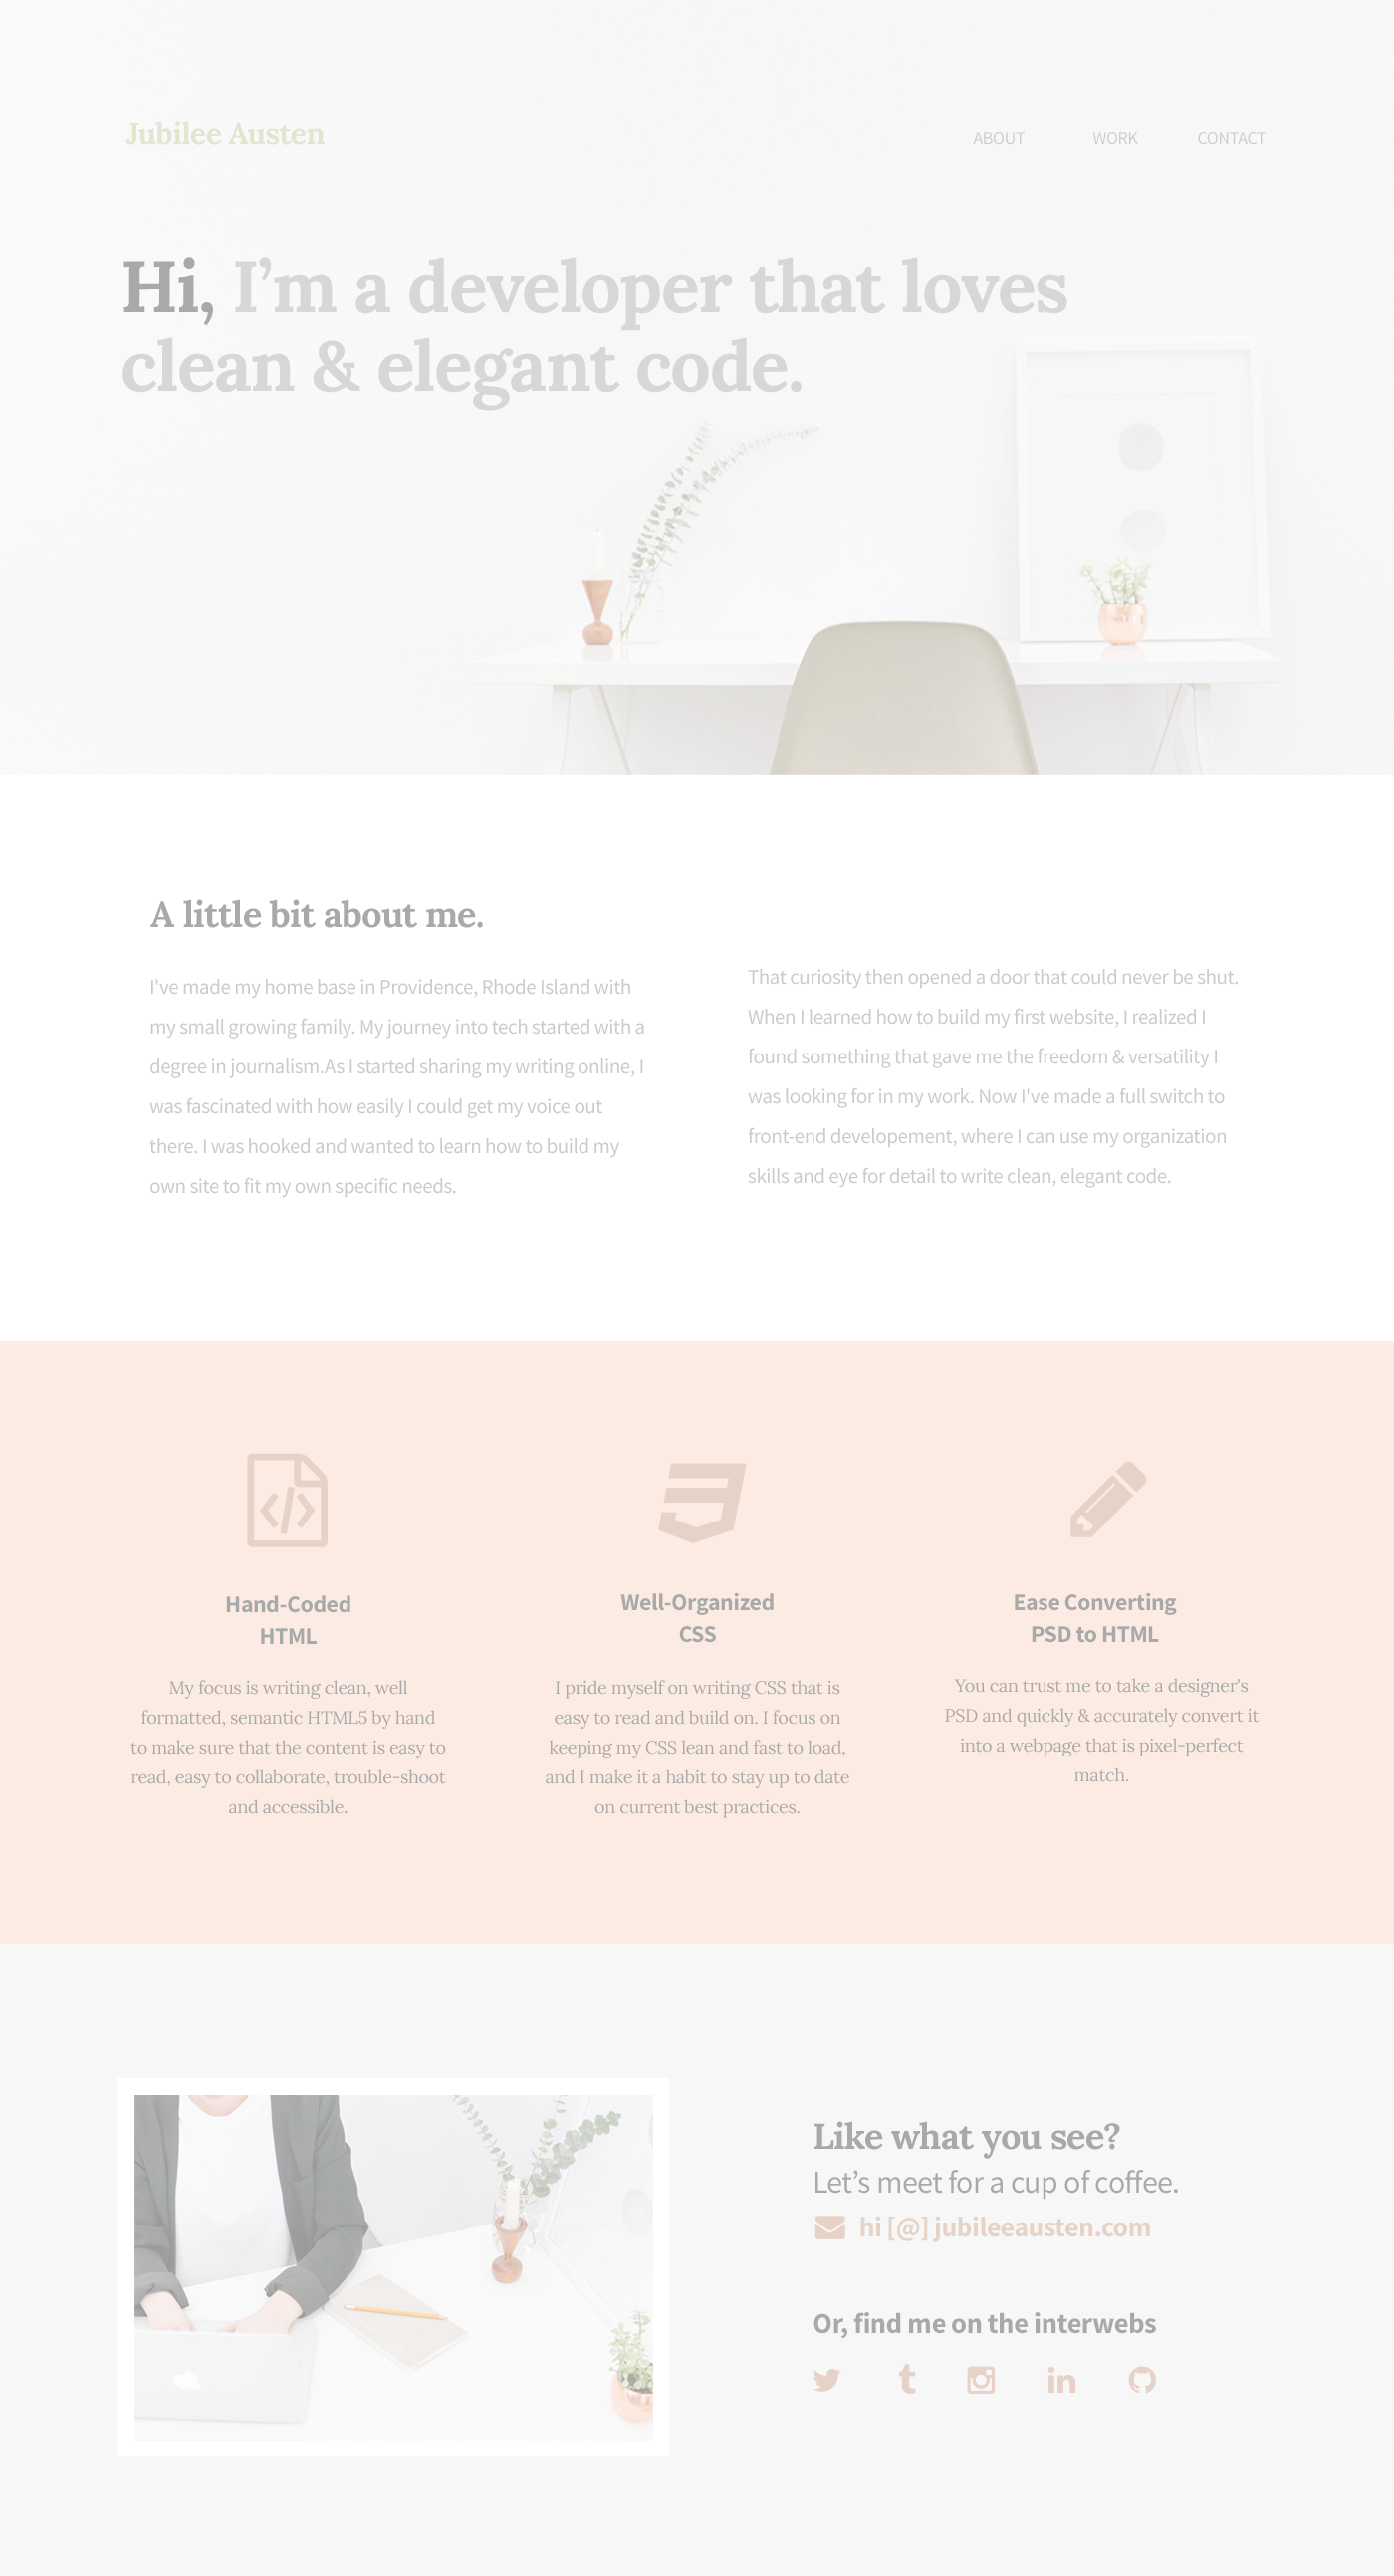 Jubilee Austen
ABOUT WORK CONTACT
Hi, I’m a developer that loves
clean & elegant code.
A little bit about me.
I've made my home base in Providence, Rhode Island with
my small growing family. My journey into tech started with a
degree in journalism.As I started sharing my writing online, I
was fascinated with how easily I could get my voice out
there. I was hooked and wanted to learn how to build my
own site to fit my own specific needs.
That curiosity then opened a door that could never be shut.
When I learned how to build my first website, I realized I
found something that gave me the freedom & versatility I
was looking for in my work. Now I've made a full switch to
front-end developement, where I can use my organization
skills and eye for detail to write clean, elegant code.
Hand-Coded
HTML
My focus is writing clean, well
formatted, semantic HTML5 by hand
to make sure that the content is easy to
read, easy to collaborate, trouble-shoot
and accessible.
Well-Organized
CSS
I pride myself on writing CSS that is
easy to read and build on. I focus on
keeping my CSS lean and fast to load,
and I make it a habit to stay up to date
on current best practices.
Ease Converting
PSD to HTML
You can trust me to take a designer's
PSD and quickly & accurately convert it
into a webpage that is pixel-perfect
match.
Like what you see?
Let’s meet for a cup of coffee.
hi [@] jubileeausten.com
Or, find me on the interwebs